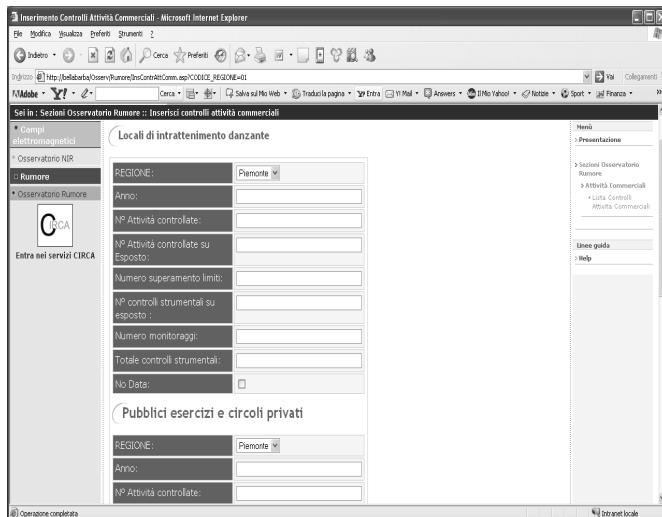 Inserimento Controlli Attività Commerciali - Microsoft Internet Explorer
File Modifica Visualizza Preferiti Strumenti ?
Indietro Cerca Preferiti
Indirizzo http://bellabarba/Osserv/Rumore/InsContrAttComm.asp?CODICE_REGIONE=01 Vai Collegamenti
Adobe Y! Cerca Salva sul Mio Web Traduci la pagina Entra Y! Mail Answers Il Mio Yahoo! Notizie Sport Finanza »
Sei in : Sezioni Osservatorio Rumore :: Inserisci controlli attività commerciali
Campi elettromagnetici
Osservatorio NIR
Rumore
Osservatorio Rumore
CIRCA
Entra nei servizi CIRCA
Locali di intrattenimento danzante
REGIONE: Piemonte
Anno:
Nº Attività controllate:
Nº Attività controllate su
Esposto:
Numero superamento limiti:
Nº controlli strumentali su
esposto :
Numero monitoraggi:
Totale controlli strumentali:
No Data:
Pubblici esercizi e circoli privati
REGIONE: Piemonte
Anno:
Nº Attività controllate:
Menù
> Presentazione
> Sezioni Osservatorio
Rumore
> Attività Commerciali
• Lista Controlli
Attività Commerciali
Linee guida
> Help
Operazione completata
Intranet locale